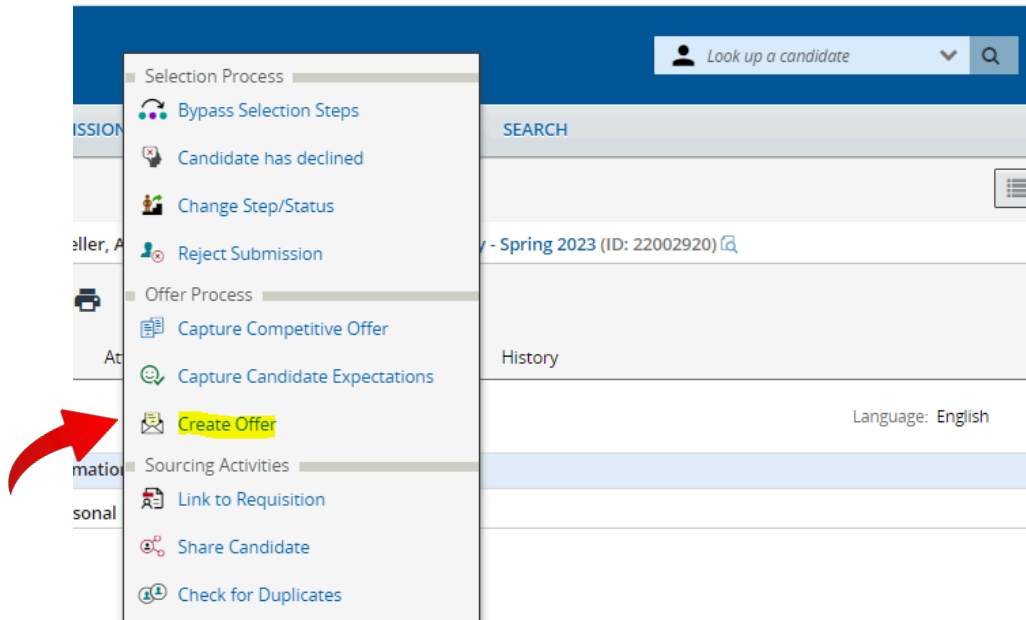 Look up a candidate
Selection Process
Bypass Selection Steps
SEARCH
Candidate has declined
Change Step/Status
- Spring 2023 (ID: 22002920)
Reject Submission
Offer Process
Capture Competitive Offer
History
Capture Candidate Expectations
Create Offer
Language: English
Sourcing Activities
Link to Requisition
Share Candidate
Check for Duplicates